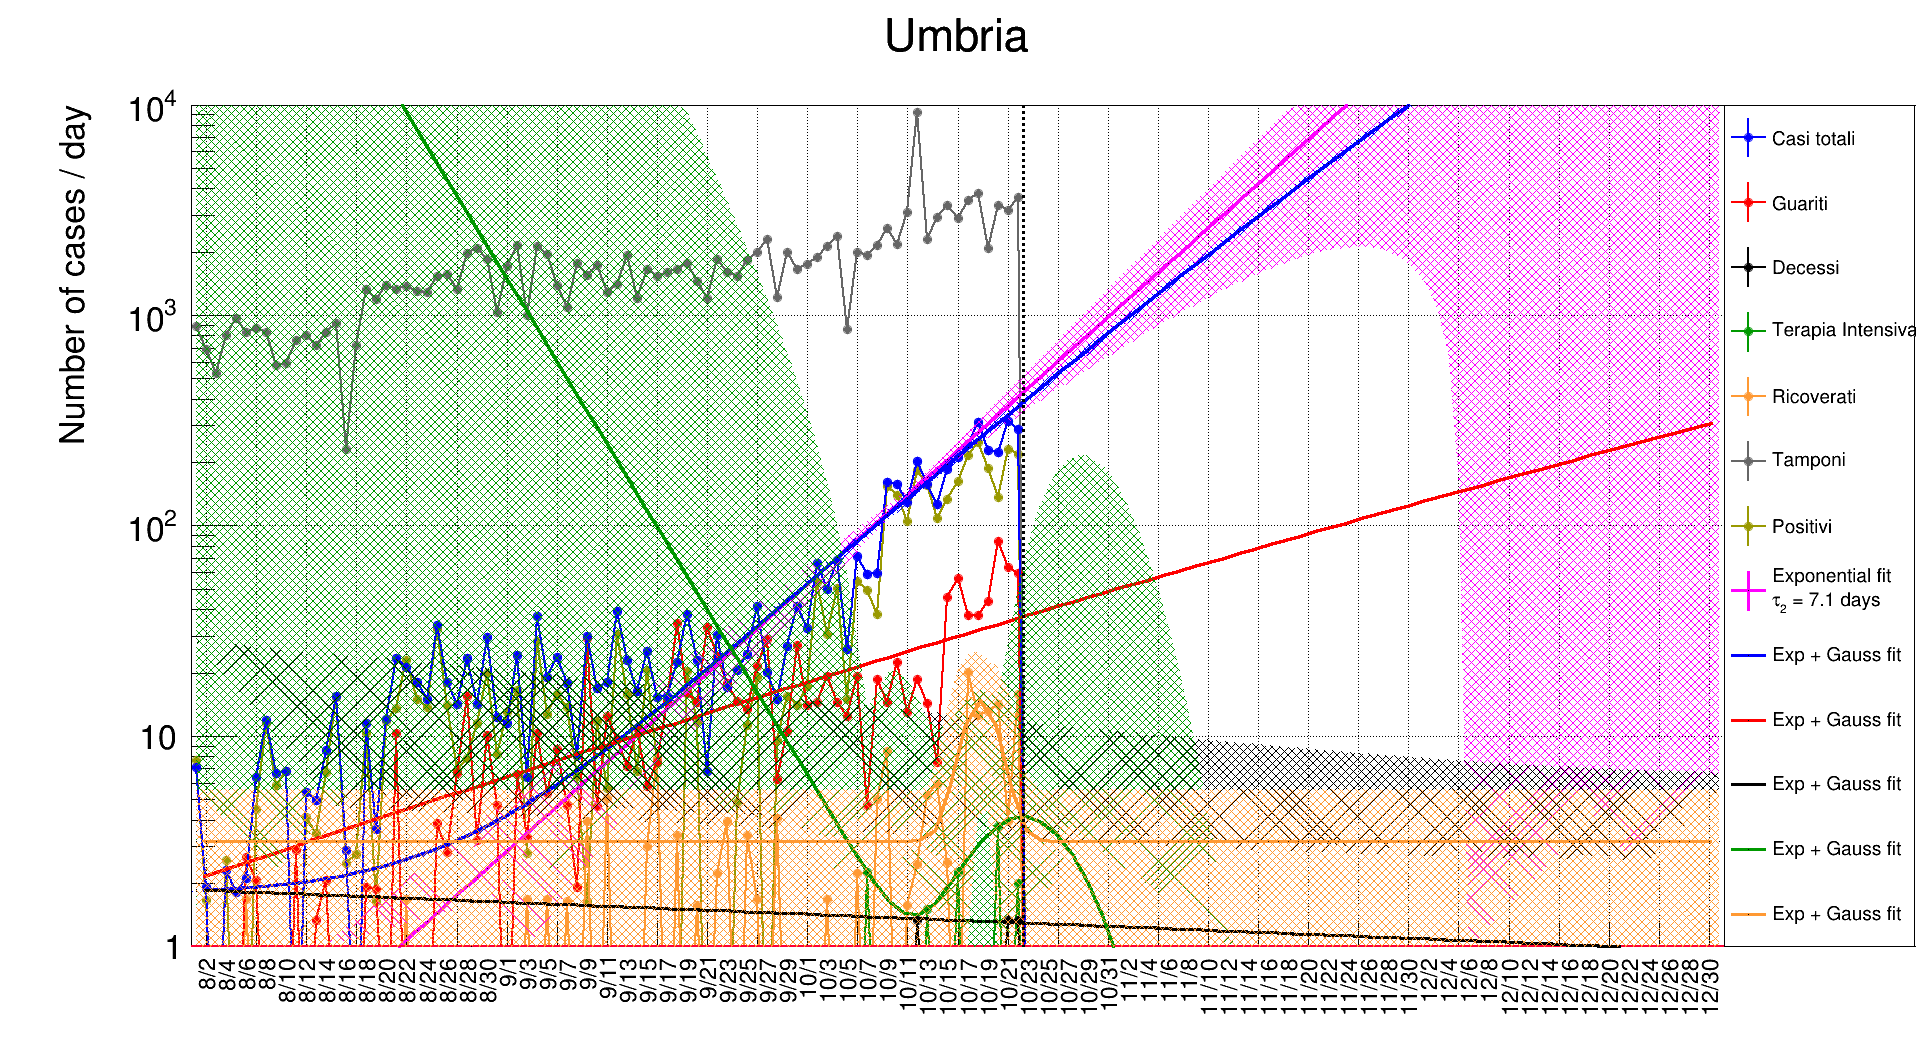 Umbria
Number of cases / day
10^4
10^3
10^2
10
1
8/2 8/4 8/6 8/8 8/10 8/12 8/14 8/16 8/18 8/20 8/22 8/24 8/26 8/28 8/30 9/1 9/3 9/5 9/7 9/9 9/11 9/13 9/15 9/17 9/19 9/21 9/23 9/25 9/27 9/29 10/1 10/3 10/5 10/7 10/9 10/11 10/13 10/15 10/17 10/19 10/21 10/23 10/25 10/27 10/29 10/31 11/2 11/4 11/6 11/8 11/10 11/12 11/14 11/16 11/18 11/20 11/22 11/24 11/26 11/28 11/30 12/2 12/4 12/6 12/8 12/10 12/12 12/14 12/16 12/18 12/20 12/22 12/24 12/26 12/28 12/30
Casi totali
Guariti
Decessi
Terapia Intensiva
Ricoverati
Tamponi
Positivi
Exponential fit
τ₂ = 7.1 days
Exp + Gauss fit
Exp + Gauss fit
Exp + Gauss fit
Exp + Gauss fit
Exp + Gauss fit